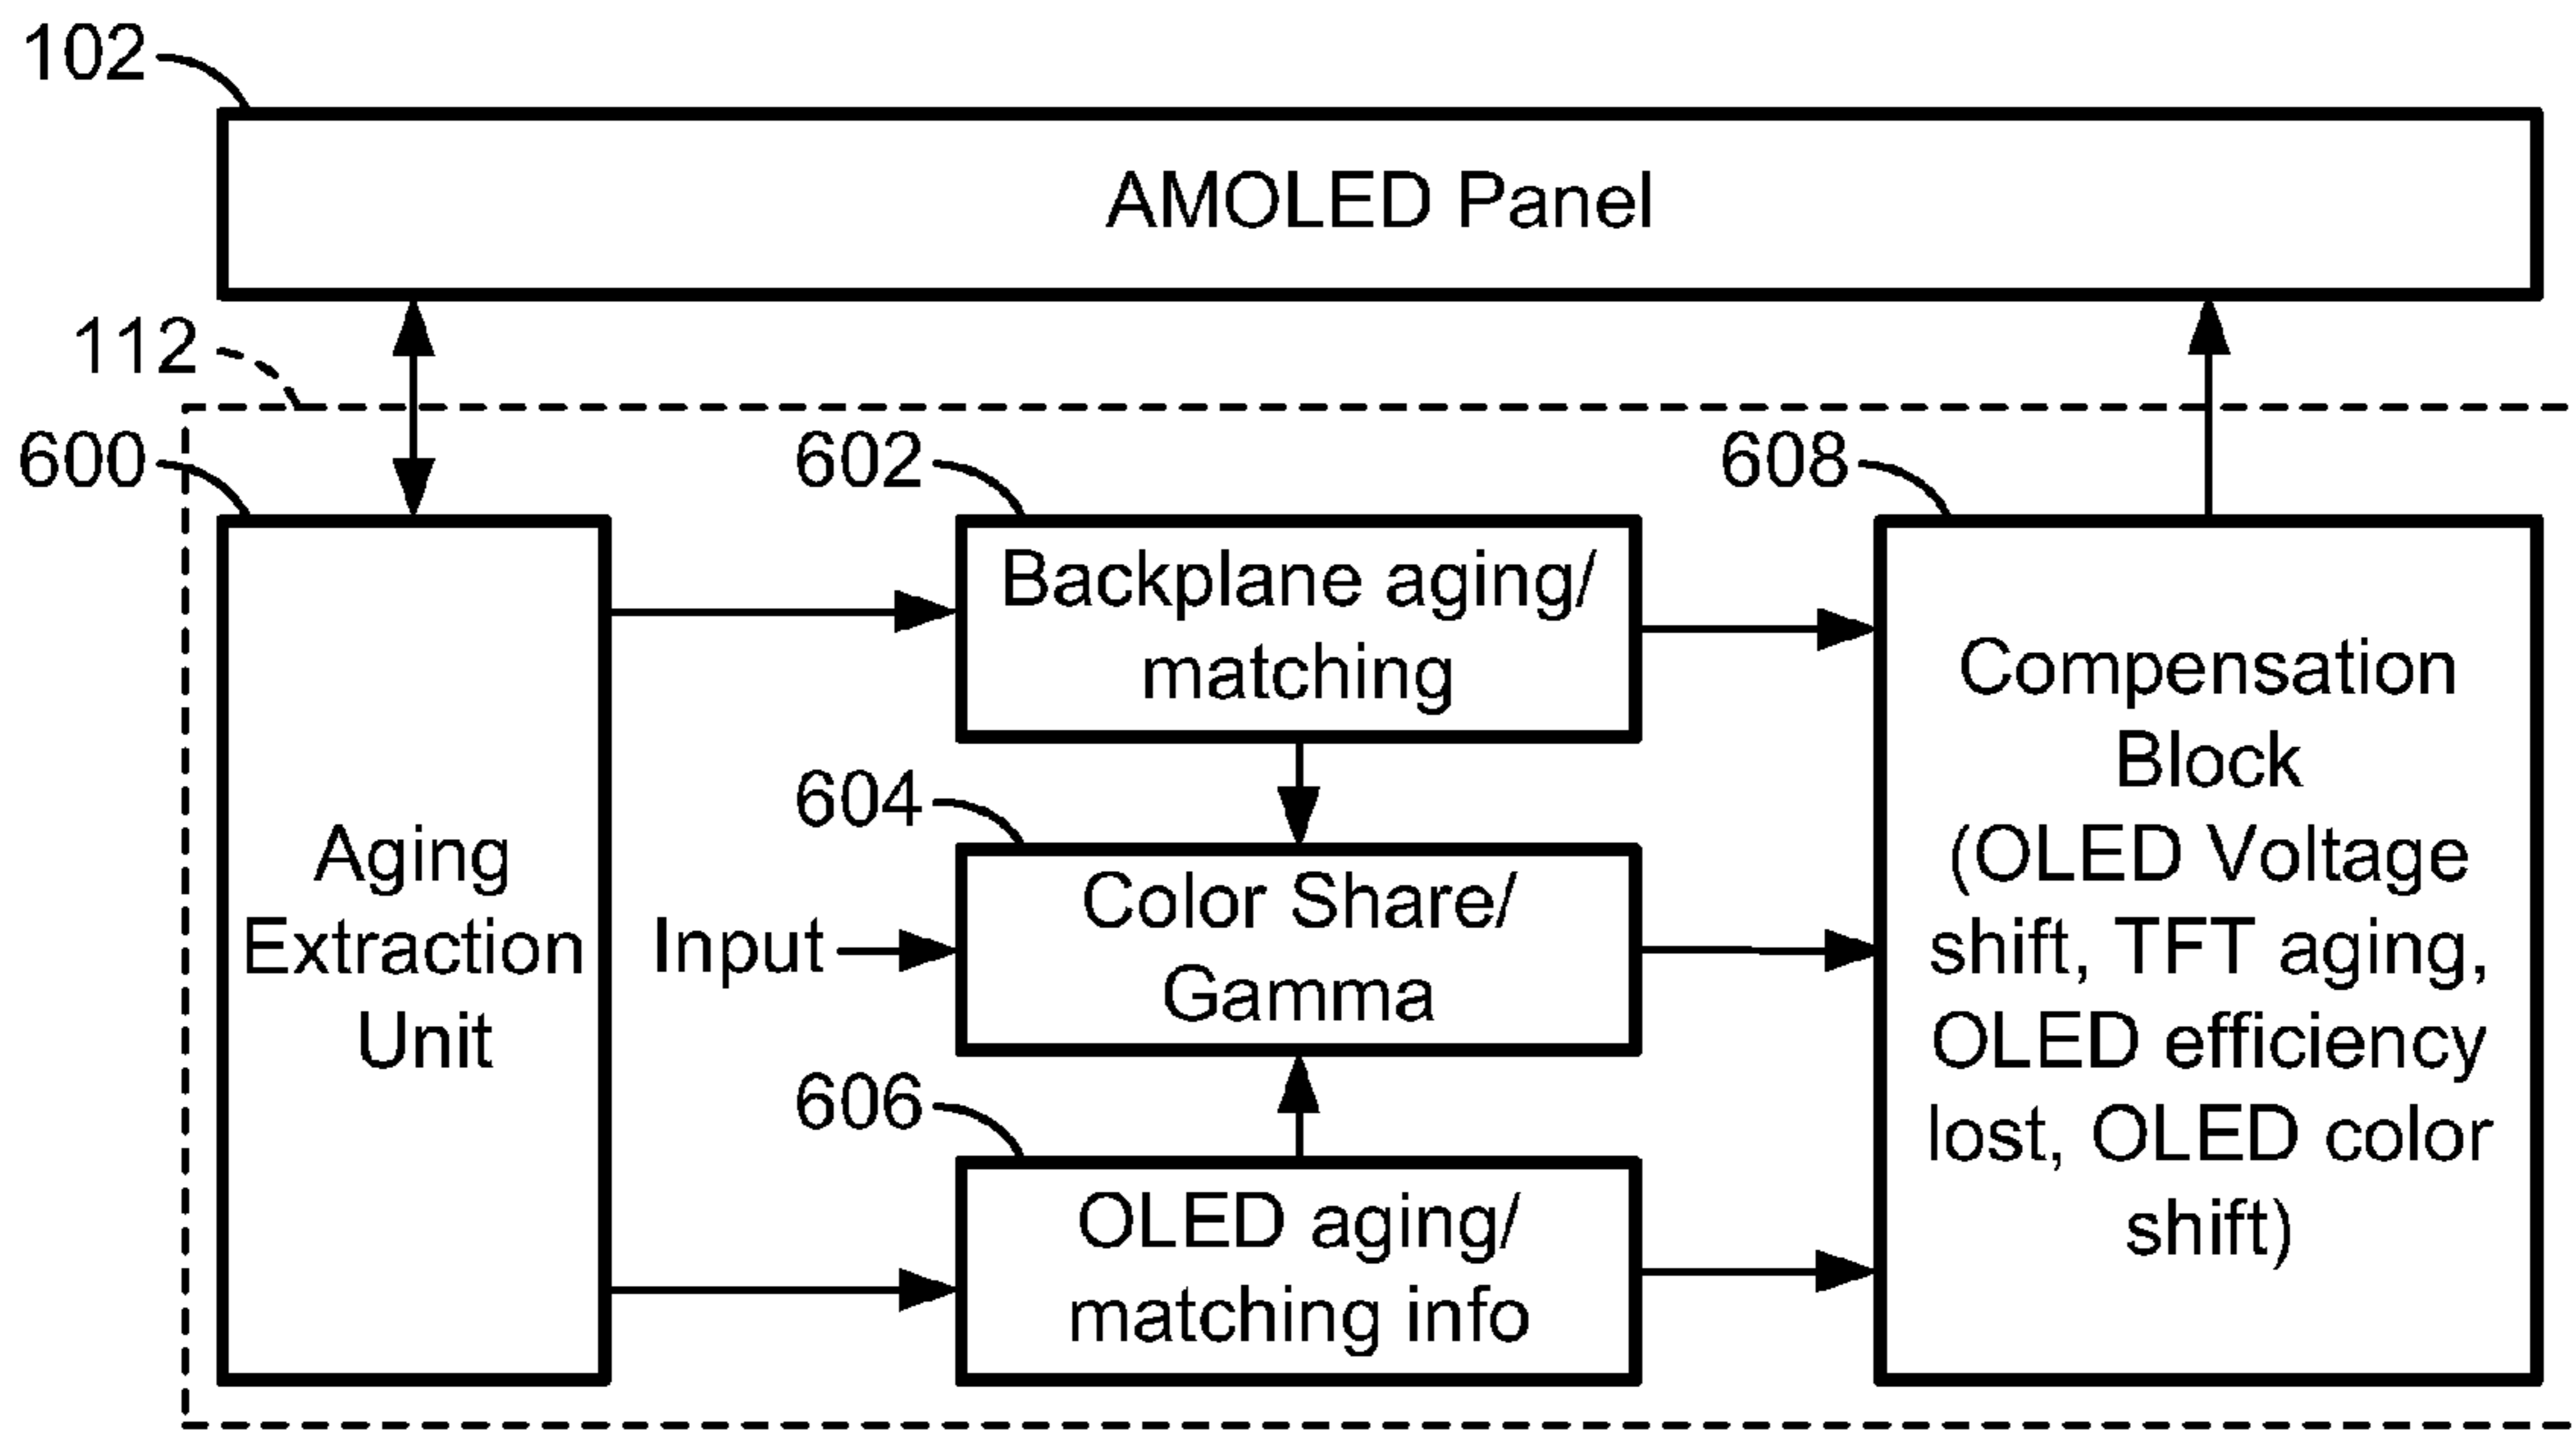 102
AMOLED Panel
112
600
602
608
Backplane aging/
matching
Compensation
Block
(OLED Voltage
shift, TFT aging,
OLED efficiency
lost, OLED color
shift)
604
Aging
Extraction
Unit
Input
Color Share/
Gamma
606
OLED aging/
matching info